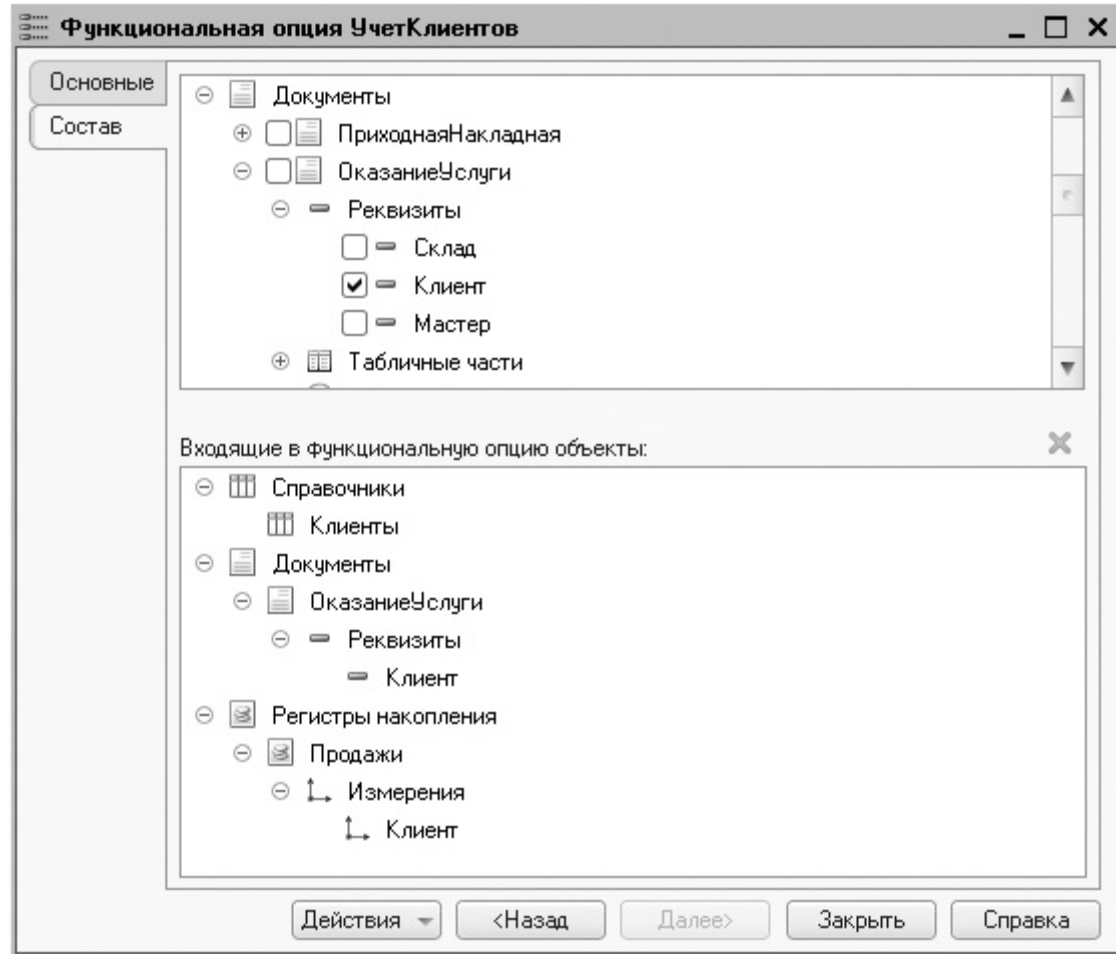 Функциональная опция УчетКлиентов
Основные
Состав
Документы
ПриходнаяНакладная
ОказаниеУслуги
Реквизиты
Склад
Клиент
Мастер
Табличные части
Входящие в функциональную опцию объекты:
Справочники
Клиенты
Документы
ОказаниеУслуги
Реквизиты
Клиент
Регистры накопления
Продажи
Измерения
Клиент
Действия
<Назад
Далее>
Закрыть
Справка